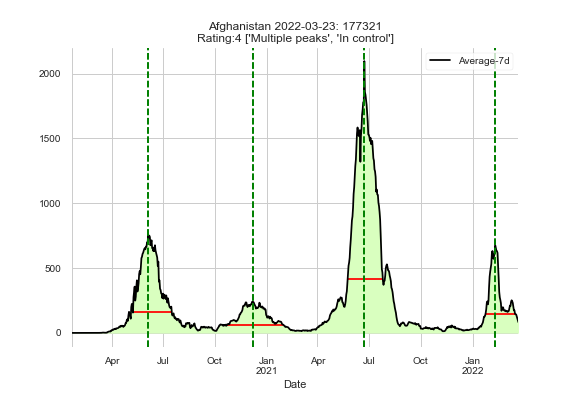 Afghanistan 2022-03-23: 177321
Rating:4 ['Multiple peaks', 'In control']
Average-7d
2000
1500
1000
500
0
Apr Jul Oct Jan Apr Jul Oct Jan
2021 2022
Date